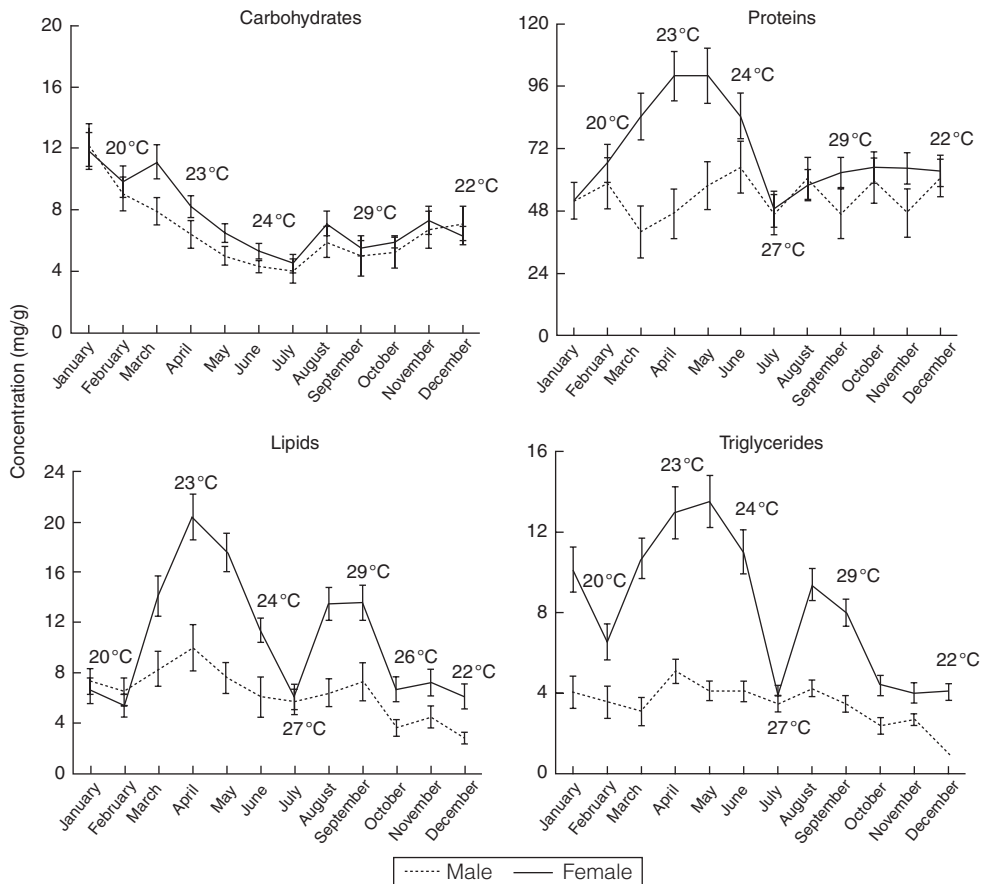 Carbohydrates
20
16
12
8
4
0
20 °C
23 °C
24 °C
29 °C
22 °C
January
February
March
April
May
June
July
August
September
October
November
December
Proteins
120
96
72
48
24
0
20 °C
23 °C
24 °C
27 °C
29 °C
22 °C
January
February
March
April
May
June
July
August
September
October
November
December
Concentration (mg/g)
Lipids
24
20
16
12
8
4
0
20 °C
23 °C
24 °C
27 °C
29 °C
26 °C
22 °C
January
February
March
April
May
June
July
August
September
October
November
December
Triglycerides
16
12
8
4
0
20 °C
23 °C
24 °C
27 °C
29 °C
22 °C
January
February
March
April
May
June
July
August
September
October
November
December
Male Female